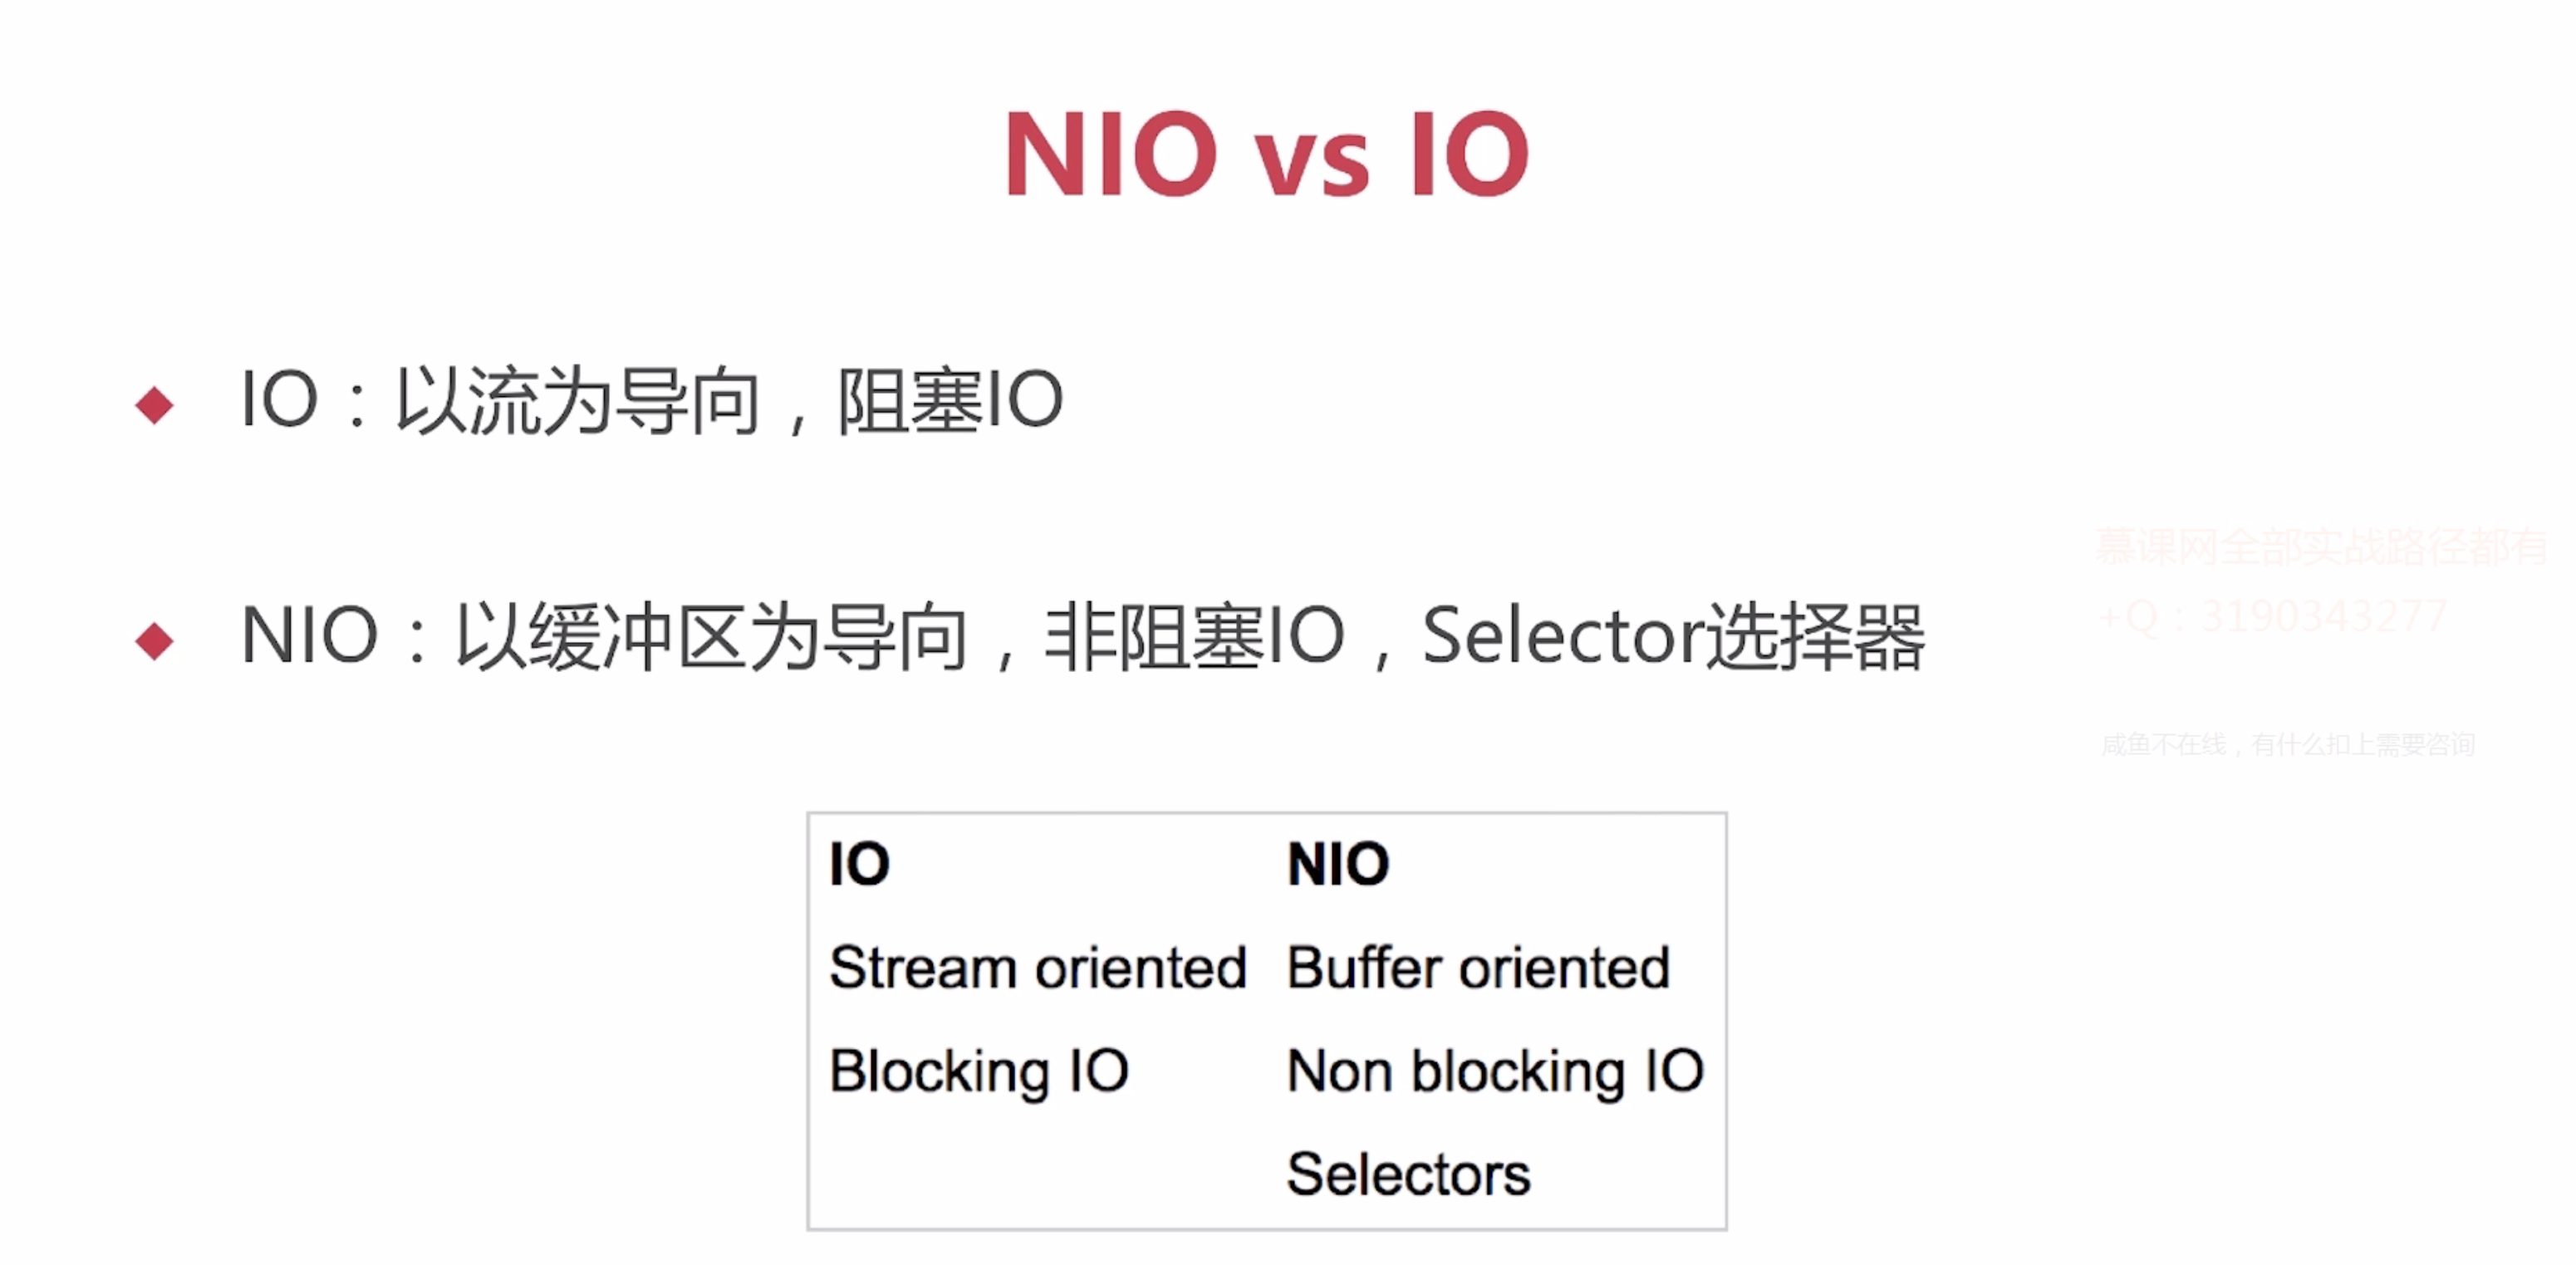 NIO vs IO
IO：以流为导向，阻塞IO
NIO：以缓冲区为导向，非阻塞IO，Selector选择器
慕课网全部实战路径都有
+Q：3190343277
咸鱼不在线，有什么扣上需要咨询
IO NIO
Stream oriented Buffer oriented
Blocking IO Non blocking IO
Selectors